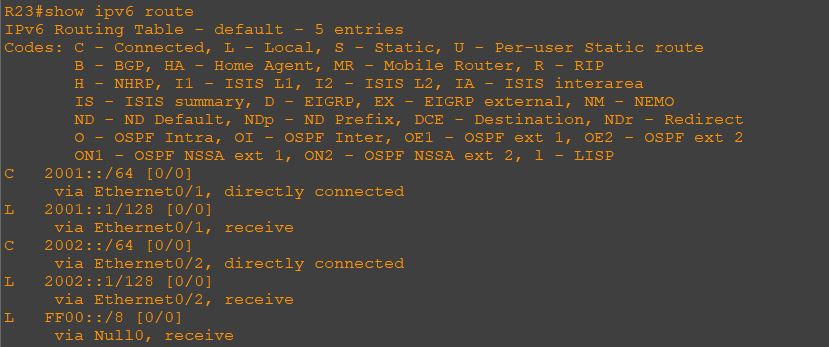 R23#show ipv6 route
IPv6 Routing Table - default - 5 entries
Codes: C - Connected, L - Local, S - Static, U - Per-user Static route
       B - BGP, HA - Home Agent, MR - Mobile Router, R - RIP
       H - NHRP, I1 - ISIS L1, I2 - ISIS L2, IA - ISIS interarea
       IS - ISIS summary, D - EIGRP, EX - EIGRP external, NM - NEMO
       ND - ND Default, NDp - ND Prefix, DCE - Destination, NDr - Redirect
       O - OSPF Intra, OI - OSPF Inter, OE1 - OSPF ext 1, OE2 - OSPF ext 2
       ON1 - OSPF NSSA ext 1, ON2 - OSPF NSSA ext 2, l - LISP
C   2001::/64 [0/0]
     via Ethernet0/1, directly connected
L   2001::1/128 [0/0]
     via Ethernet0/1, receive
C   2002::/64 [0/0]
     via Ethernet0/2, directly connected
L   2002::1/128 [0/0]
     via Ethernet0/2, receive
L   FF00::/8 [0/0]
     via Null0, receive